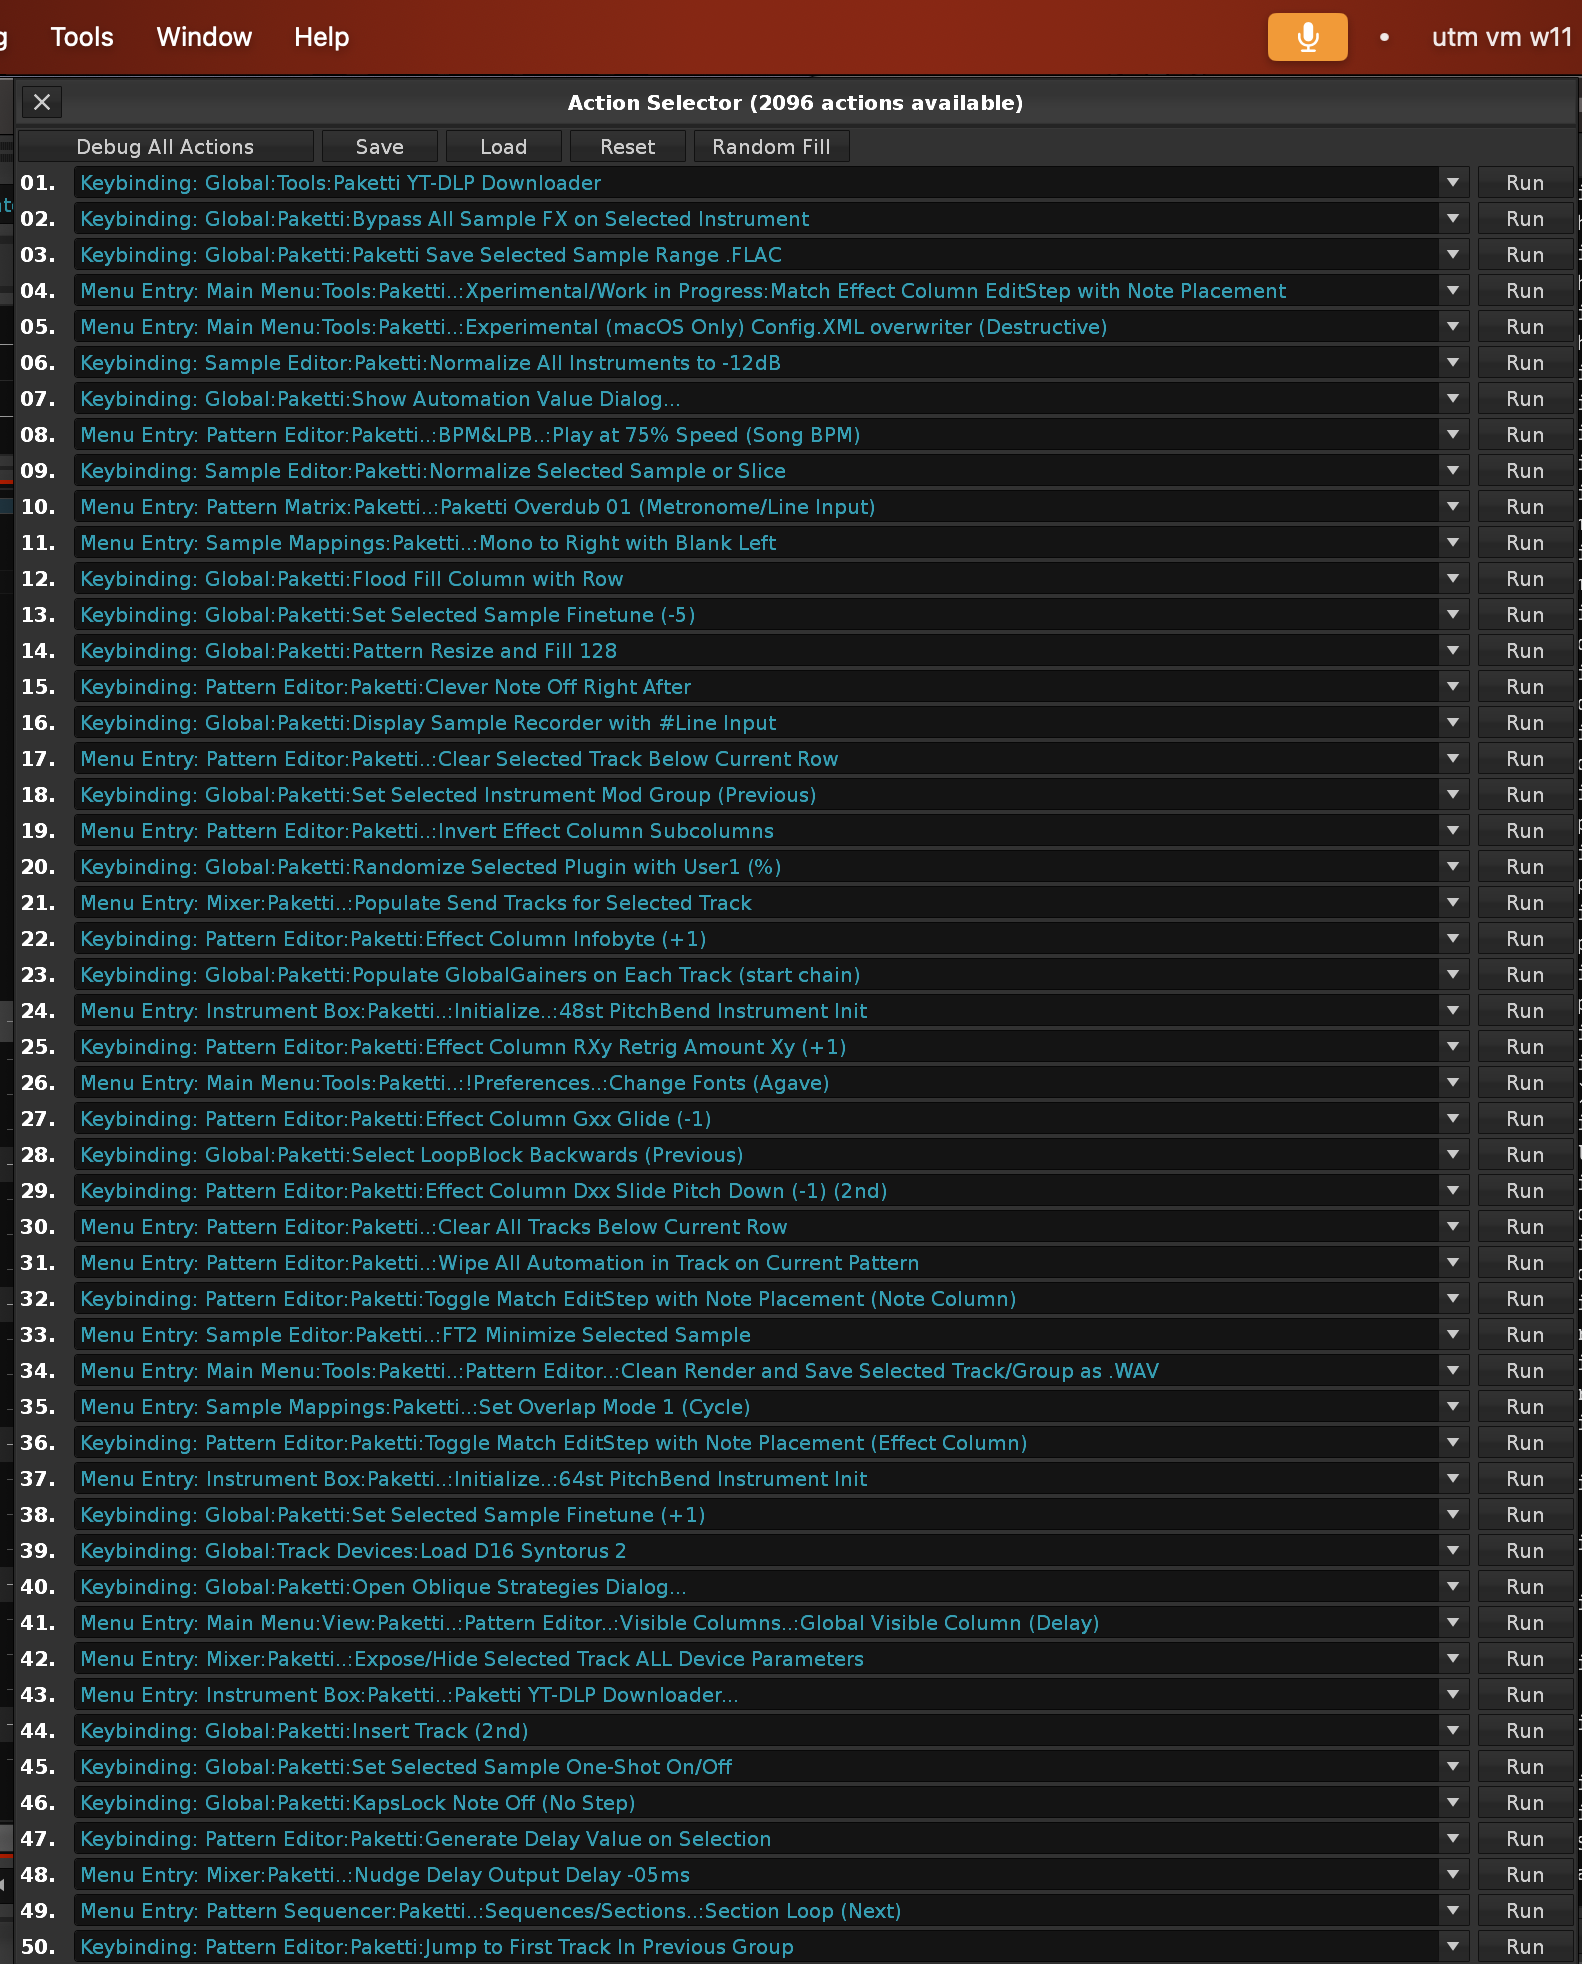 Tools Window Help utm vm w11
Action Selector (2096 actions available)
Debug All Actions Save Load Reset Random Fill
01. Keybinding: Global:Tools:Paketti YT-DLP Downloader Run
02. Keybinding: Global:Paketti:Bypass All Sample FX on Selected Instrument Run
03. Keybinding: Global:Paketti:Paketti Save Selected Sample Range .FLAC Run
04. Menu Entry: Main Menu:Tools:Paketti..:Xperimental/Work in Progress:Match Effect Column EditStep with Note Placement Run
05. Menu Entry: Main Menu:Tools:Paketti..:Experimental (macOS Only) Config.XML overwriter (Destructive) Run
06. Keybinding: Sample Editor:Paketti:Normalize All Instruments to -12dB Run
07. Keybinding: Global:Paketti:Show Automation Value Dialog... Run
08. Menu Entry: Pattern Editor:Paketti..:BPM&LPB..:Play at 75% Speed (Song BPM) Run
09. Keybinding: Sample Editor:Paketti:Normalize Selected Sample or Slice Run
10. Menu Entry: Pattern Matrix:Paketti..:Paketti Overdub 01 (Metronome/Line Input) Run
11. Menu Entry: Sample Mappings:Paketti..:Mono to Right with Blank Left Run
12. Keybinding: Global:Paketti:Flood Fill Column with Row Run
13. Keybinding: Global:Paketti:Set Selected Sample Finetune (-5) Run
14. Keybinding: Global:Paketti:Pattern Resize and Fill 128 Run
15. Keybinding: Pattern Editor:Paketti:Clever Note Off Right After Run
16. Keybinding: Global:Paketti:Display Sample Recorder with #Line Input Run
17. Menu Entry: Pattern Editor:Paketti..:Clear Selected Track Below Current Row Run
18. Keybinding: Global:Paketti:Set Selected Instrument Mod Group (Previous) Run
19. Menu Entry: Pattern Editor:Paketti..:Invert Effect Column Subcolumns Run
20. Keybinding: Global:Paketti:Randomize Selected Plugin with User1 (%) Run
21. Menu Entry: Mixer:Paketti..:Populate Send Tracks for Selected Track Run
22. Keybinding: Pattern Editor:Paketti:Effect Column Infobyte (+1) Run
23. Keybinding: Global:Paketti:Populate GlobalGainers on Each Track (start chain) Run
24. Menu Entry: Instrument Box:Paketti..:Initialize..:48st PitchBend Instrument Init Run
25. Keybinding: Pattern Editor:Paketti:Effect Column RXy Retrig Amount Xy (+1) Run
26. Menu Entry: Main Menu:Tools:Paketti..:!Preferences..:Change Fonts (Agave) Run
27. Keybinding: Pattern Editor:Paketti:Effect Column Gxx Glide (-1) Run
28. Keybinding: Global:Paketti:Select LoopBlock Backwards (Previous) Run
29. Keybinding: Pattern Editor:Paketti:Effect Column Dxx Slide Pitch Down (-1) (2nd) Run
30. Menu Entry: Pattern Editor:Paketti..:Clear All Tracks Below Current Row Run
31. Menu Entry: Pattern Editor:Paketti..:Wipe All Automation in Track on Current Pattern Run
32. Keybinding: Pattern Editor:Paketti:Toggle Match EditStep with Note Placement (Note Column) Run
33. Menu Entry: Sample Editor:Paketti..:FT2 Minimize Selected Sample Run
34. Menu Entry: Main Menu:Tools:Paketti..:Pattern Editor..:Clean Render and Save Selected Track/Group as .WAV Run
35. Menu Entry: Sample Mappings:Paketti..:Set Overlap Mode 1 (Cycle) Run
36. Keybinding: Pattern Editor:Paketti:Toggle Match EditStep with Note Placement (Effect Column) Run
37. Menu Entry: Instrument Box:Paketti..:Initialize..:64st PitchBend Instrument Init Run
38. Keybinding: Global:Paketti:Set Selected Sample Finetune (+1) Run
39. Keybinding: Global:Track Devices:Load D16 Syntorus 2 Run
40. Keybinding: Global:Paketti:Open Oblique Strategies Dialog... Run
41. Menu Entry: Main Menu:View:Paketti..:Pattern Editor..:Visible Columns..:Global Visible Column (Delay) Run
42. Menu Entry: Mixer:Paketti..:Expose/Hide Selected Track ALL Device Parameters Run
43. Menu Entry: Instrument Box:Paketti..:Paketti YT-DLP Downloader... Run
44. Keybinding: Global:Paketti:Insert Track (2nd) Run
45. Keybinding: Global:Paketti:Set Selected Sample One-Shot On/Off Run
46. Keybinding: Global:Paketti:KapsLock Note Off (No Step) Run
47. Keybinding: Pattern Editor:Paketti:Generate Delay Value on Selection Run
48. Menu Entry: Mixer:Paketti..:Nudge Delay Output Delay -05ms Run
49. Menu Entry: Pattern Sequencer:Paketti..:Sequences/Sections..:Section Loop (Next) Run
50. Keybinding: Pattern Editor:Paketti:Jump to First Track In Previous Group Run